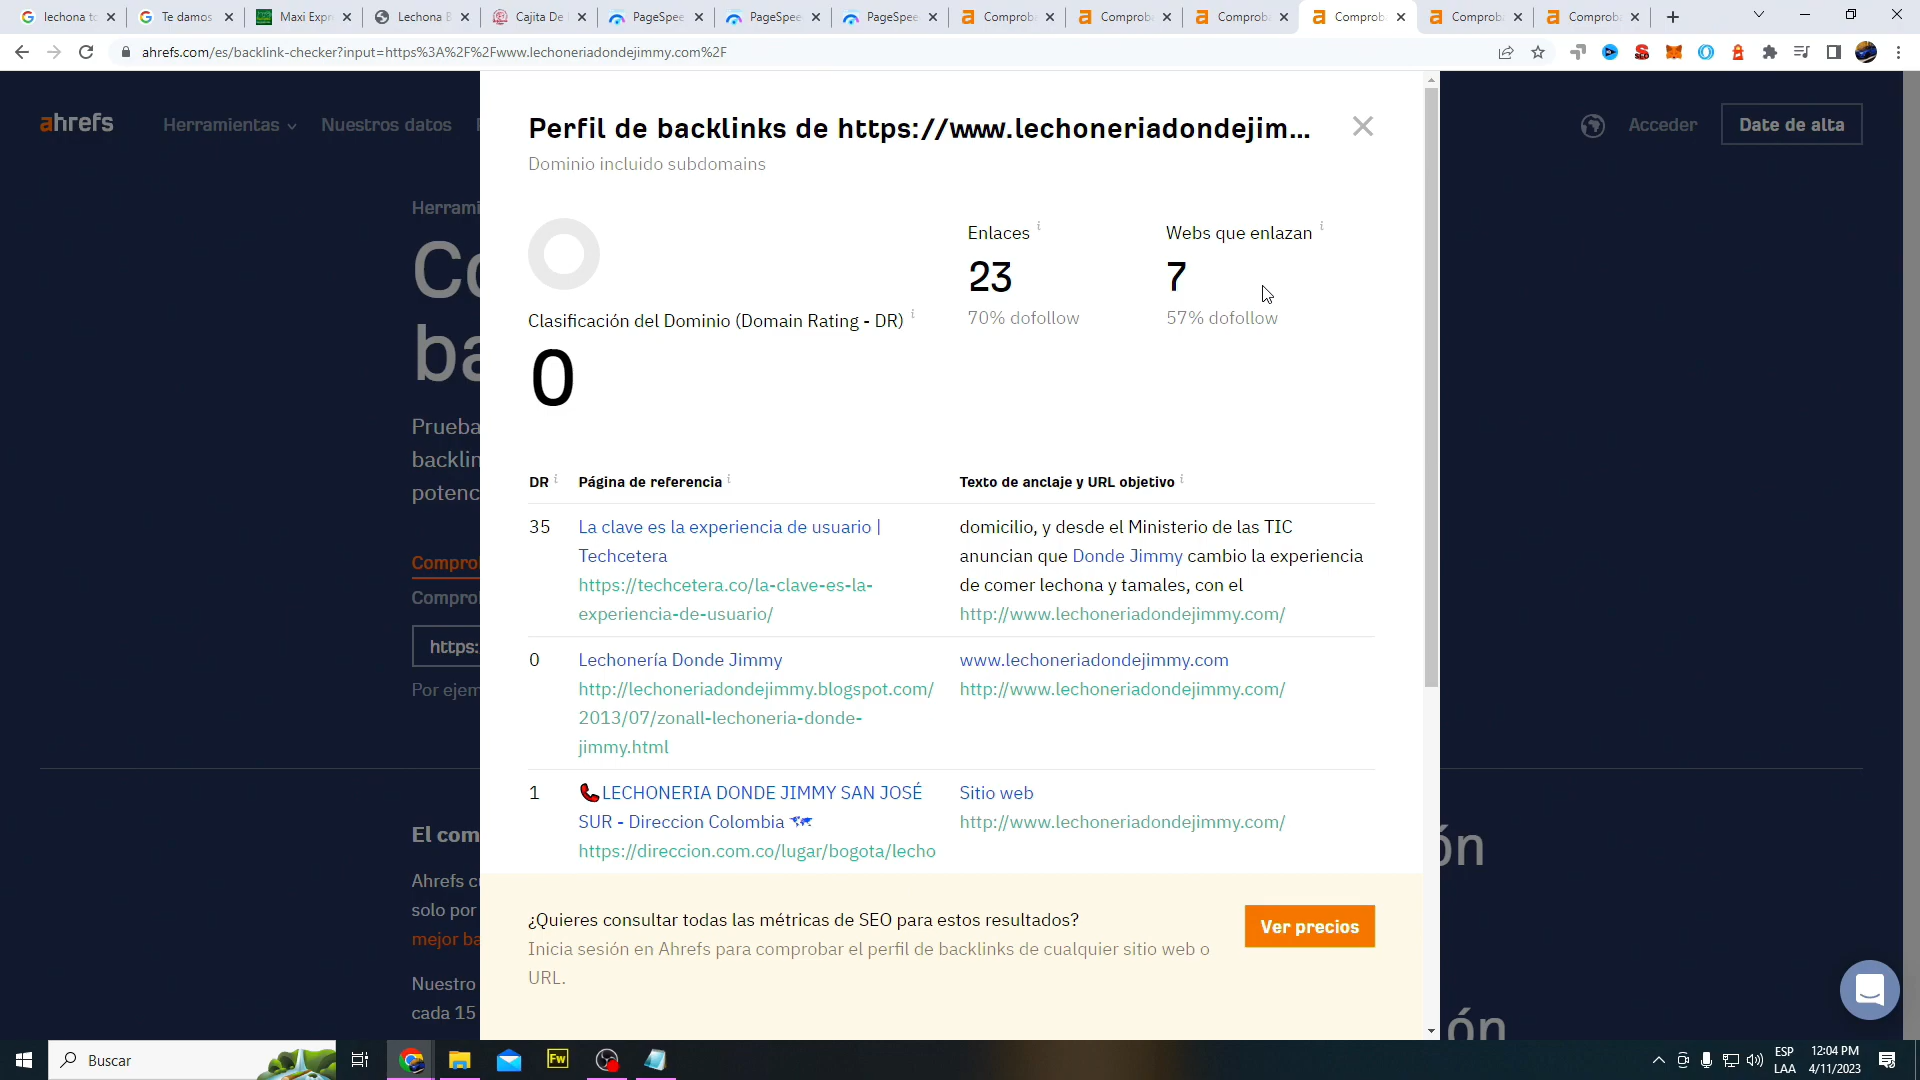 lechona to
Te damos
Maxi Expr
Lechona B
Cajita De
PageSpee
PageSpee
PageSpee
Comproba
Comproba
Comproba
Comproba
Comproba
Comproba
ahrefs.com/es/backlink-checker?input=https%3A%2F%2Fwww.lechoneriadondejimmy.com%2F
ahrefs
Herramientas
Nuestros datos
Acceder
Date de alta
Herrami
Co
ba
Prueba
backlin
potenc
Compro
Compro
https:
Por ejem
El com
Ahrefs c
solo por
mejor ba
Nuestro
cada 15
Perfil de backlinks de https://www.lechoneriadondejim...
Dominio incluido subdomains
Clasificación del Dominio (Domain Rating - DR) i
0
Enlaces i
23
70% dofollow
Webs que enlazan i
7
57% dofollow
DR i Página de referencia i Texto de anclaje y URL objetivo i
35
La clave es la experiencia de usuario |
Techcetera
https://techcetera.co/la-clave-es-la-
experiencia-de-usuario/
domicilio, y desde el Ministerio de las TIC
anuncian que Donde Jimmy cambio la experiencia
de comer lechona y tamales, con el
http://www.lechoneriadondejimmy.com/
0
Lechonería Donde Jimmy
http://lechoneriadondejimmy.blogspot.com/
2013/07/zonall-lechoneria-donde-
jimmy.html
www.lechoneriadondejimmy.com
http://www.lechoneriadondejimmy.com/
1
📞LECHONERIA DONDE JIMMY SAN JOSÉ
SUR - Direccion Colombia 🗺️
https://direccion.com.co/lugar/bogota/lecho
Sitio web
http://www.lechoneriadondejimmy.com/
¿Quieres consultar todas las métricas de SEO para estos resultados?
Inicia sesión en Ahrefs para comprobar el perfil de backlinks de cualquier sitio web o
URL.
Ver precios
ón
ón
Buscar
Fw
ESP
LAA
12:04 PM
4/11/2023